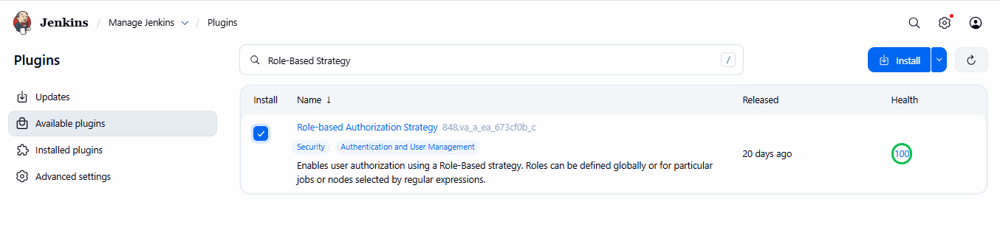 Jenkins / Manage Jenkins / Plugins
Plugins
Role-Based Strategy /
Install
Updates
Available plugins
Installed plugins
Advanced settings
Install Name ↓ Released Health
Role-based Authorization Strategy 848.va_a_ea_673cf0b_c
Security Authentication and User Management
Enables user authorization using a Role-Based strategy. Roles can be defined globally or for particular
jobs or nodes selected by regular expressions.
20 days ago
100